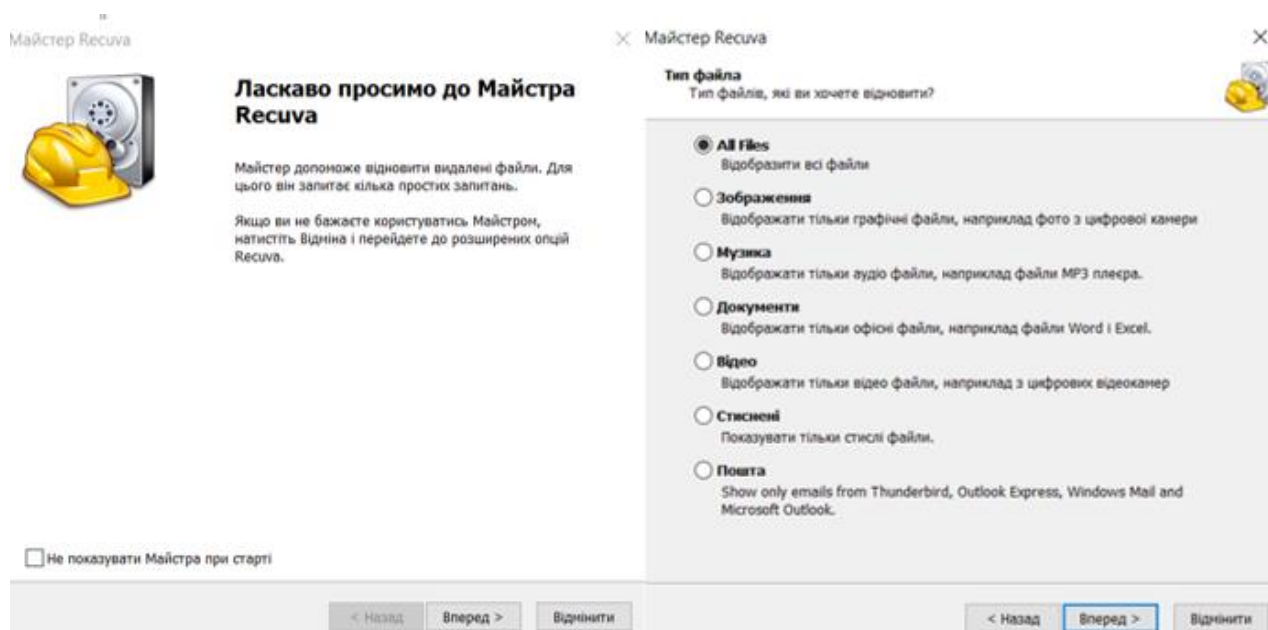 Майстер Recuva
Ласкаво просимо до Майстра
Recuva
Майстер допоможе відновити видалені файли. Для
цього він запитає кілька простих запитань.
Якщо ви не бажаєте користуватись Майстром,
натистіть Відміна і перейдете до розширених опцій
Recuva.
Не показувати Майстра при старті
< Назад
Вперед >
Відмінити
Майстер Recuva
Тип файла
Тип файлів, які ви хочете відновити?
All Files
Відобразити всі файли
Зображення
Відображати тільки графічні файли, наприклад фото з цифрової камери
Музика
Відображати тільки аудіо файли, наприклад файли MP3 плеєра.
Документи
Відображати тільки офісні файли, наприклад файли Word і Excel.
Відео
Відображати тільки відео файли, наприклад з цифрових відеокамер
Стиснені
Показувати тільки стислі файли.
Пошта
Show only emails from Thunderbird, Outlook Express, Windows Mail and
Microsoft Outlook.
< Назад
Вперед >
Відмінити